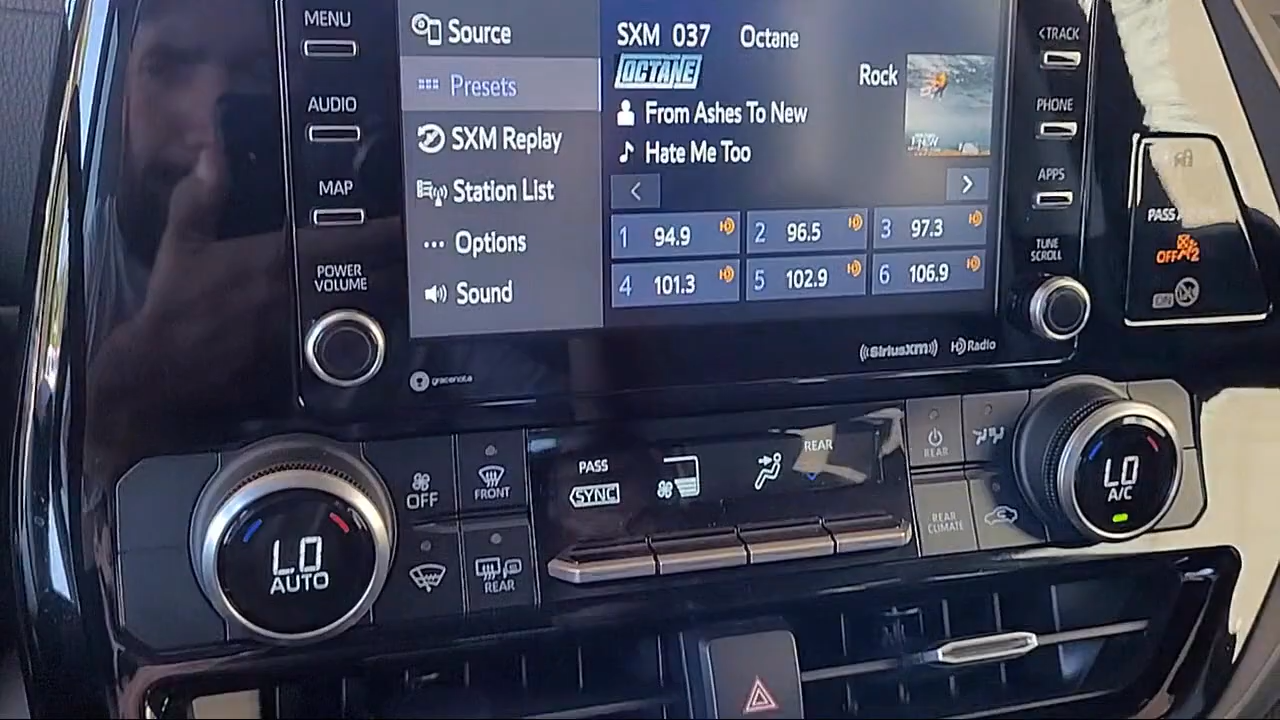 MENU
AUDIO
MAP
POWER
VOLUME
Source
Presets
SXM Replay
Station List
Options
Sound
SXM 037 Octane
OCTANE
Rock
From Ashes To New
Hate Me Too
<
>
1 94.9
2 96.5
3 97.3
4 101.3
5 102.9
6 106.9
<TRACK
PHONE
APPS
TUNE
SCROLL
PASS
OFF
2
gracenote
((SiriusXM))
HD Radio
LO
AUTO
OFF
FRONT
REAR
PASS
SYNC
REAR
REAR
REAR
CLIMATE
LO
A/C